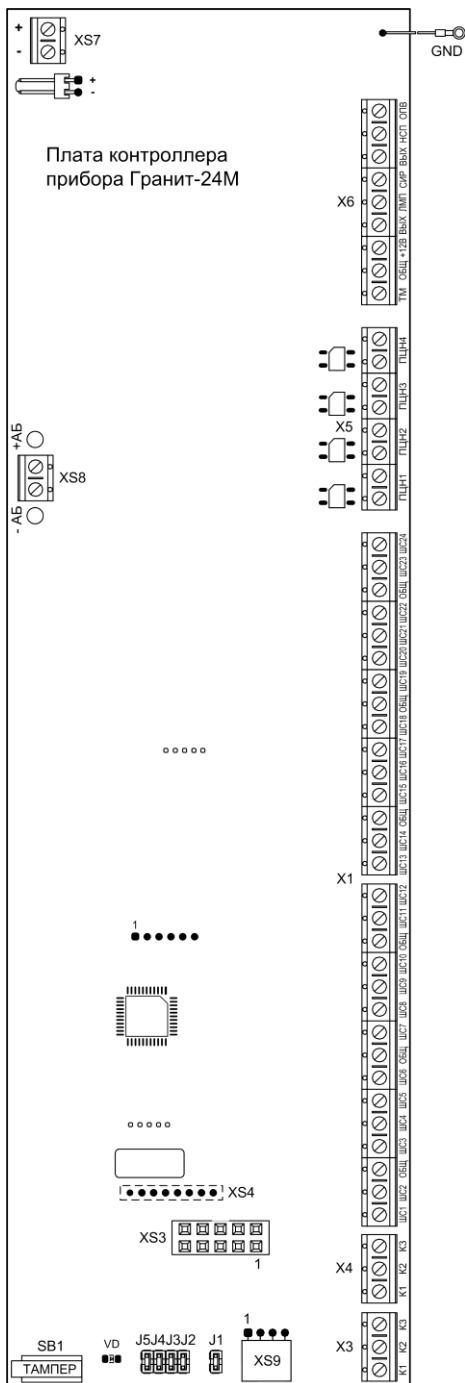 +
-
XS7
GND
+
-
Плата контроллера
прибора Гранит-24М
ОПВ
НСП
ВЫХ
СИР
ЛМП
ВЫХ
+12В
ОБЩ
ТМ
X6
ПЦН4
ПЦН3
ПЦН2
ПЦН1
X5
+АБ
XS8
- АБ
ШС24
ШС23
ОБЩ
ШС22
ШС21
ШС20
ШС19
ОБЩ
ШС18
ШС17
ШС16
ШС15
ОБЩ
ШС14
ШС13
X1
ШС12
ШС11
ОБЩ
ШС10
ШС9
ШС8
ШС7
ОБЩ
ШС6
ШС5
ШС4
ШС3
ОБЩ
ШС2
ШС1
1
XS4
XS3
1
X4
К3
К2
К1
X3
К3
К2
К1
SB1
ТАМПЕР
VD
J5J4J3J2
J1
1
XS9